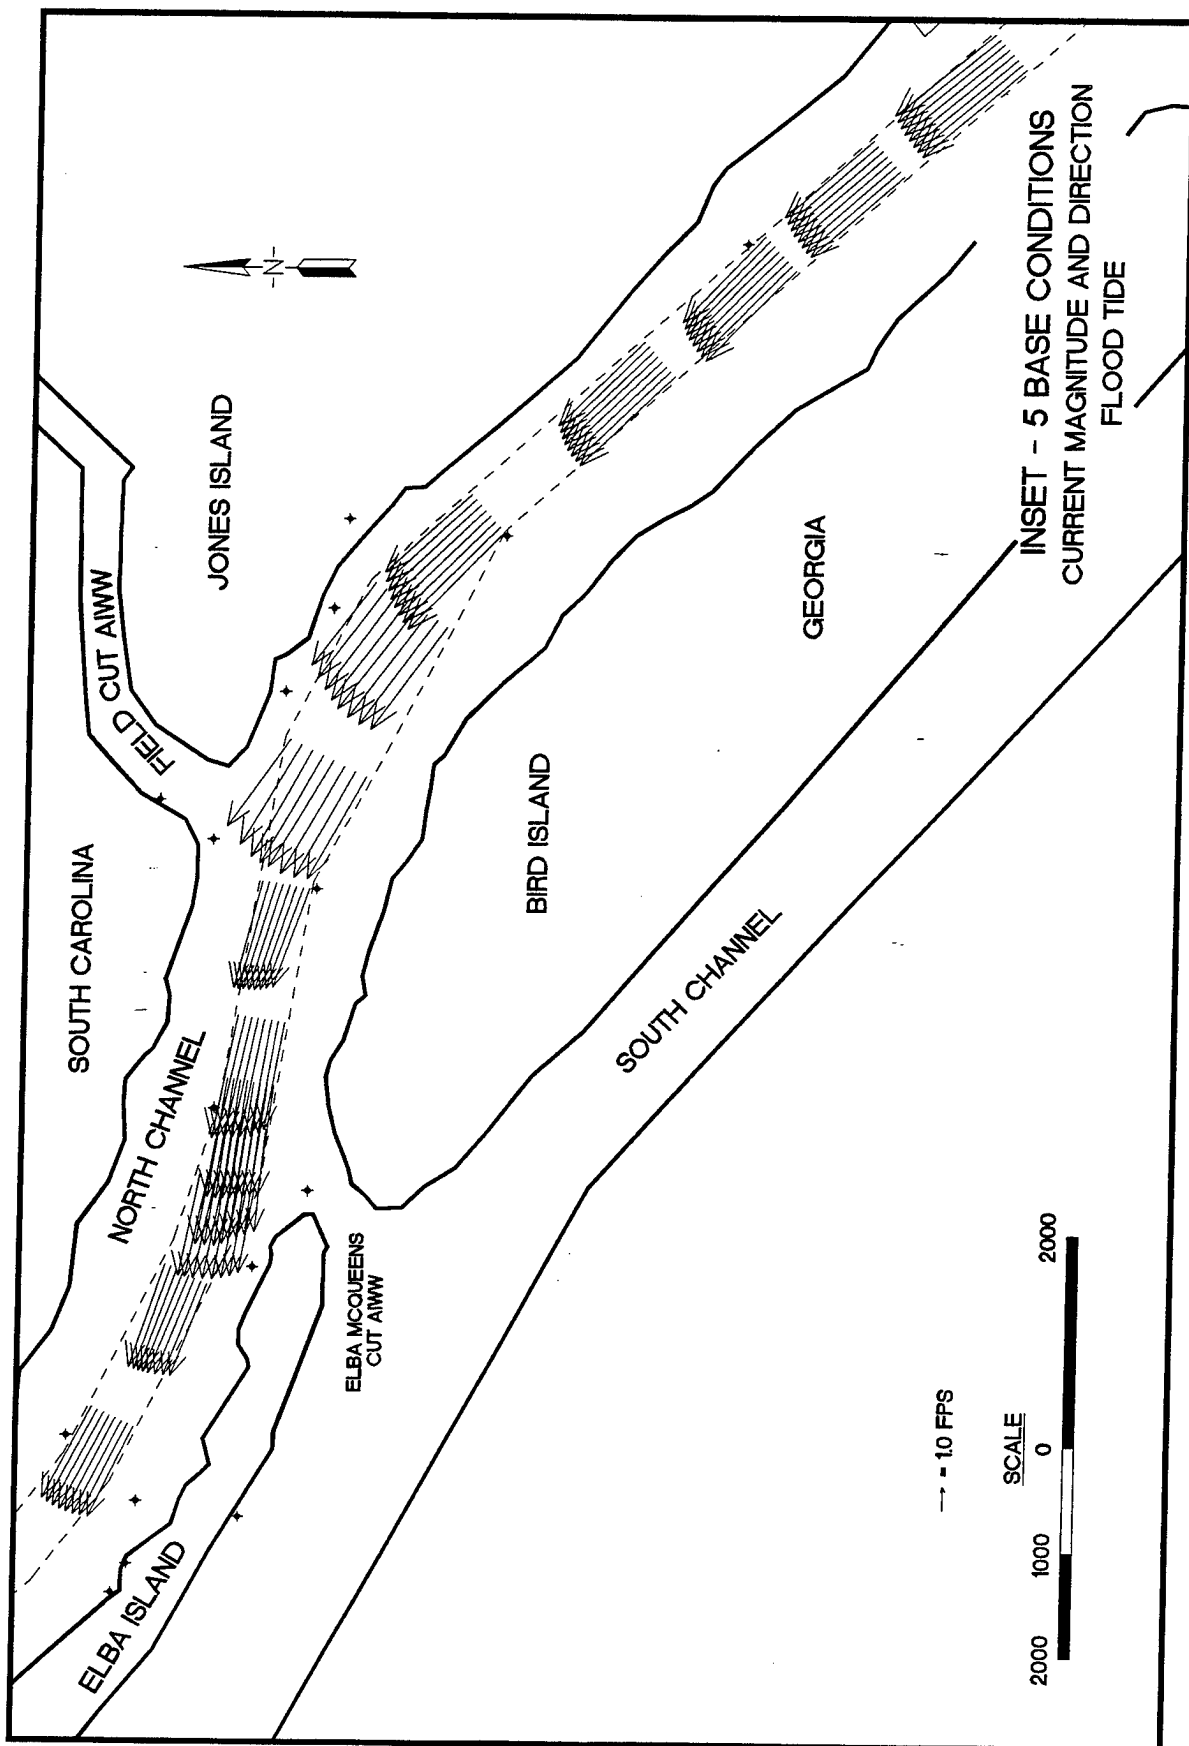 SOUTH CAROLINA
FIELD CUT AIWW
JONES ISLAND
N
NORTH CHANNEL
ELBA ISLAND
ELBA MCQUEENS
CUT AIWW
BIRD ISLAND
GEORGIA
SOUTH CHANNEL
INSET - 5 BASE CONDITIONS
CURRENT MAGNITUDE AND DIRECTION
FLOOD TIDE
→ = 1.0 FPS
SCALE
2000 1000 0 2000